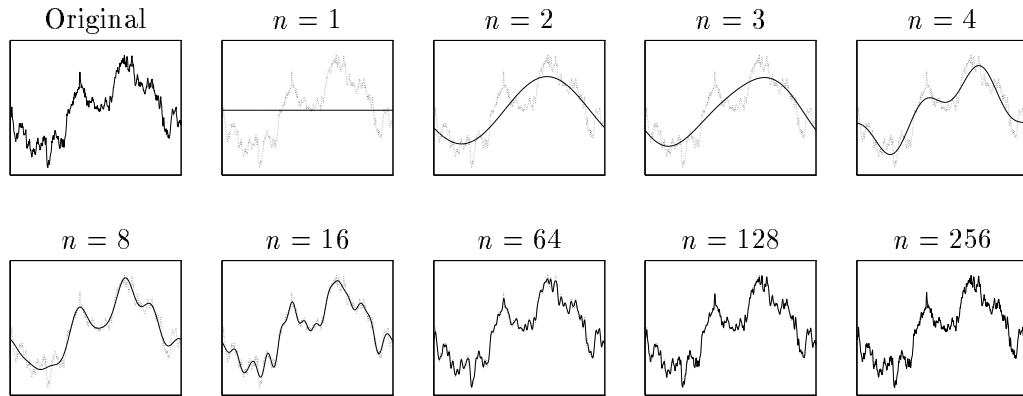 Original n = 1 n = 2 n = 3 n = 4
n = 8 n = 16 n = 64 n = 128 n = 256